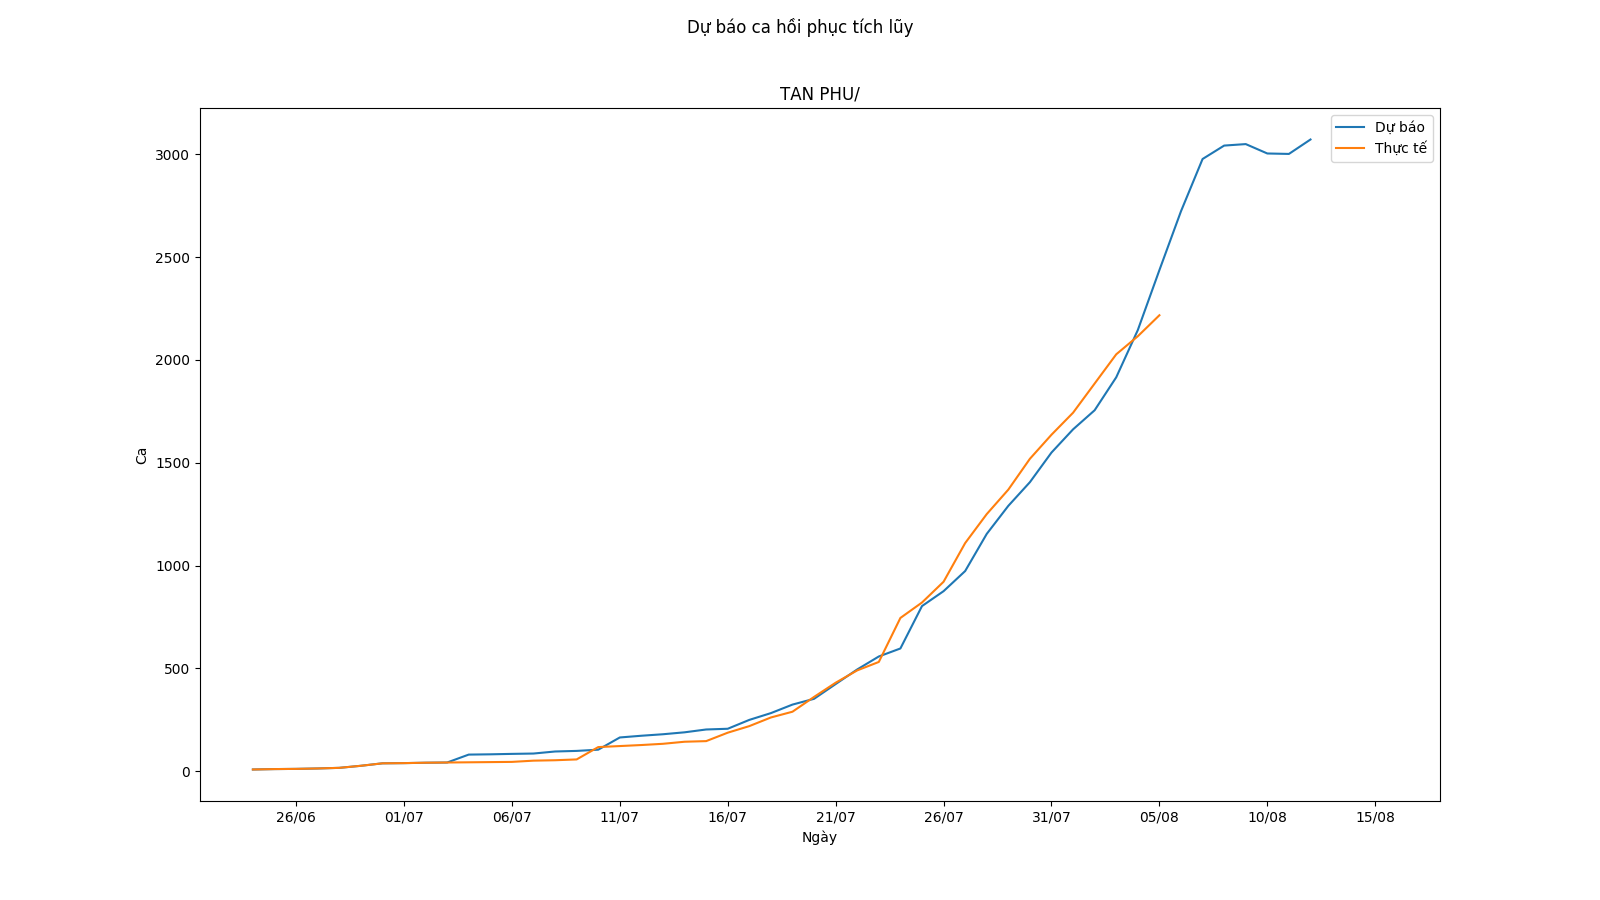 Dự báo ca hồi phục tích lũy
TAN PHU/
Dự báo
Thực tế
3000
2500
2000
1500
1000
500
0
Ca
26/06 01/07 06/07 11/07 16/07 21/07 26/07 31/07 05/08 10/08 15/08
Ngày